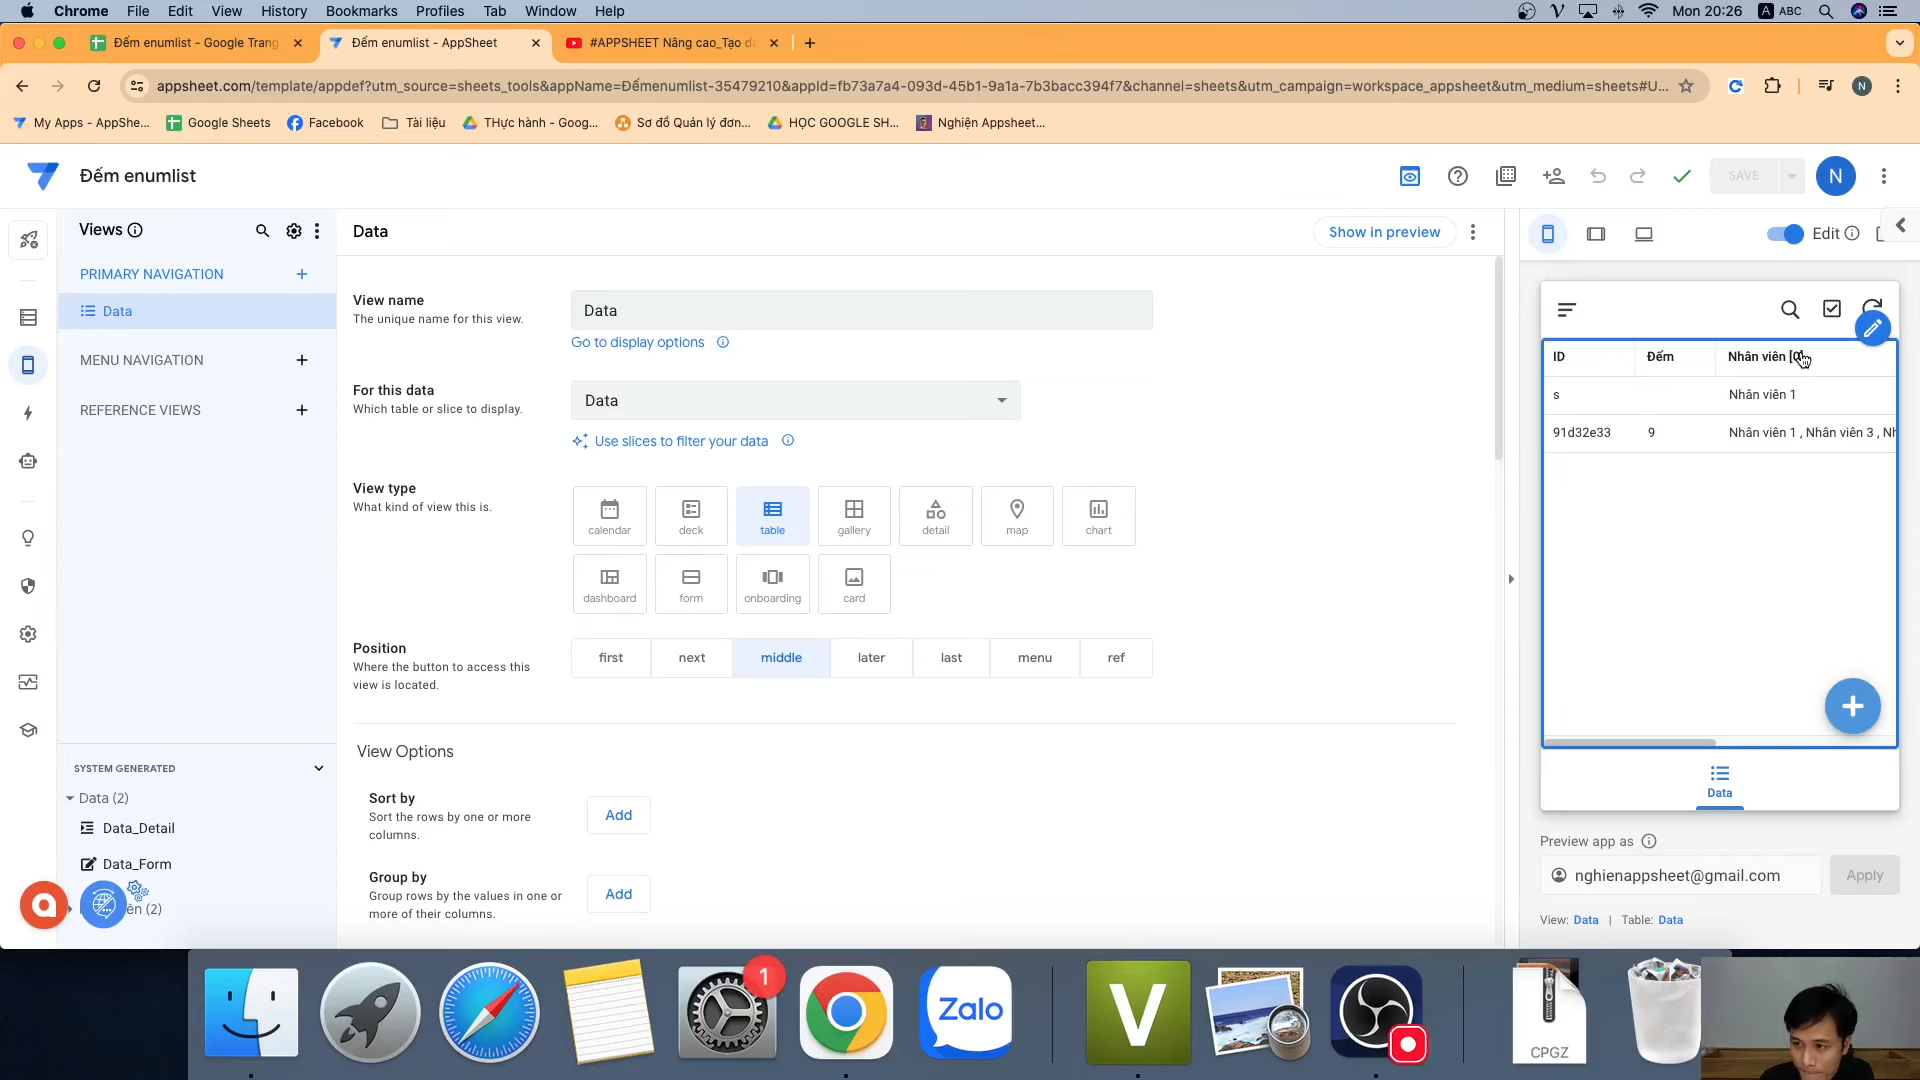 Chrome File Edit View History Bookmarks Profiles Tab Window Help
Mon 20:26 A ABC
Đếm enumlist - Google Trang
Đếm enumlist - AppSheet
#APPSHEET Nâng cao_Tạo dấ
appsheet.com/template/appdef?utm_source=sheets_tools&appName=Đếmenumlist-35479210&appId=fb73a7a4-093d-45b1-9a1a-7b3bacc394f7&channel=sheets&utm_campaign=workspace_appsheet&utm_medium=sheets#U...
N
My Apps - AppShe...
Google Sheets
Facebook
Tài liệu
THực hành - Goog...
Sơ đồ Quản lý đơn...
HỌC GOOGLE SH...
Nghiện Appsheet...
Đếm enumlist
SAVE
N
Views
PRIMARY NAVIGATION
Data
MENU NAVIGATION
REFERENCE VIEWS
SYSTEM GENERATED
Data (2)
Data_Detail
Data_Form
ên (2)
Data
Show in preview
View name
The unique name for this view.
Data
Go to display options
For this data
Which table or slice to display.
Data
Use slices to filter your data
View type
What kind of view this is.
calendar
deck
table
gallery
detail
map
chart
dashboard
form
onboarding
card
Position
Where the button to access this
view is located.
first
next
middle
later
last
menu
ref
View Options
Sort by
Sort the rows by one or more
columns.
Add
Group by
Group rows by the values in one or
more of their columns.
Add
Edit
ID Đếm Nhân viên
s Nhân viên 1
91d32e33 9 Nhân viên 1 , Nhân viên 3 , Nh
Data
Preview app as
nghienappsheet@gmail.com
Apply
View: Data | Table: Data
1
Zalo
V
CPGZ